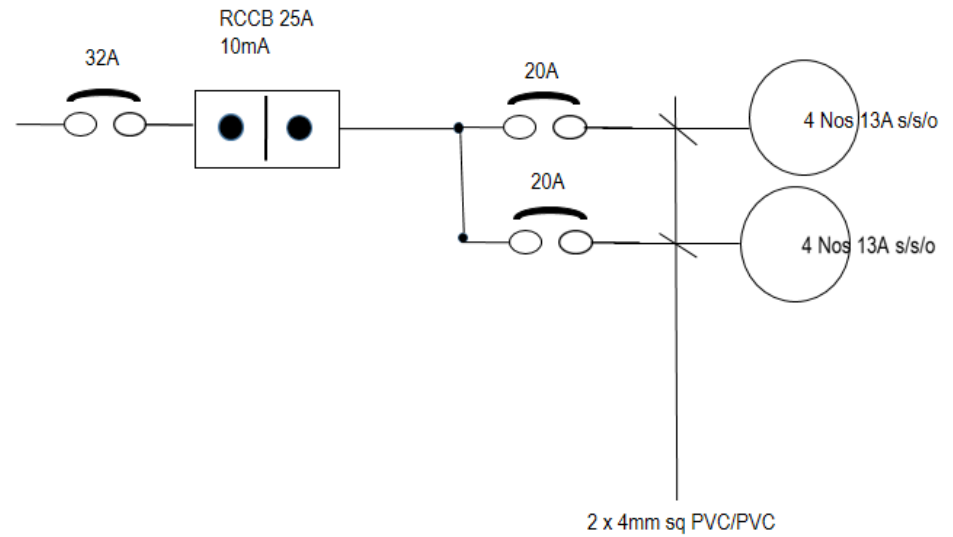 RCCB 25A
10mA
32A
20A
4 Nos 13A s/s/o
20A
4 Nos 13A s/s/o
2 x 4mm sq PVC/PVC